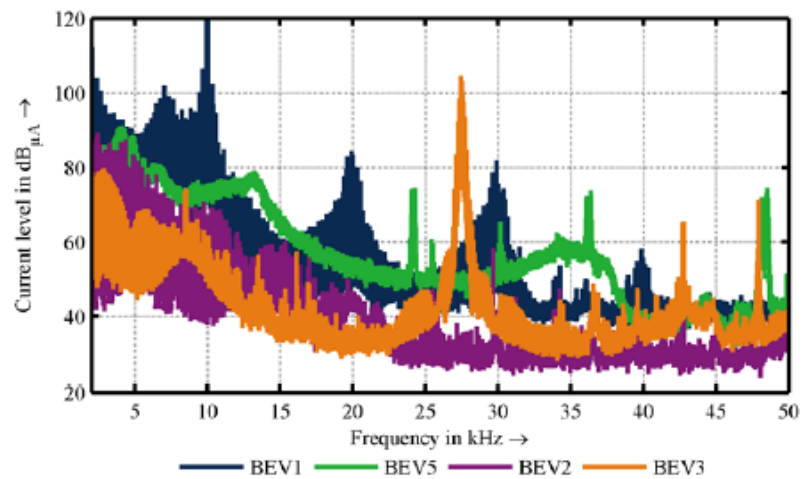 120
100
80
60
40
20
Current level in dBµA →
5 10 15 20 25 30 35 40 45 50
Frequency in kHz →
BEV1 BEV5 BEV2 BEV3